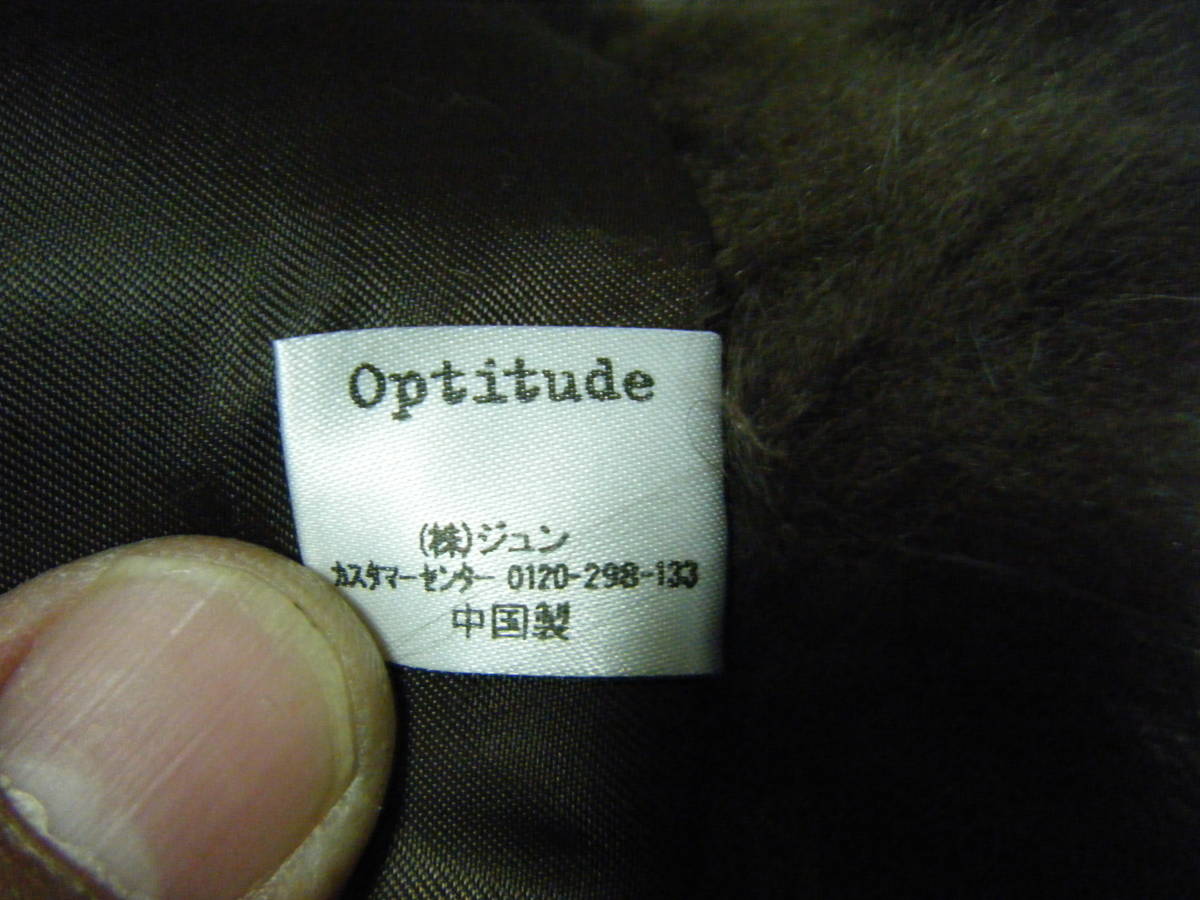 Optitude
(株)ジュン
カスタマーセンター 0120-298-133
中国製